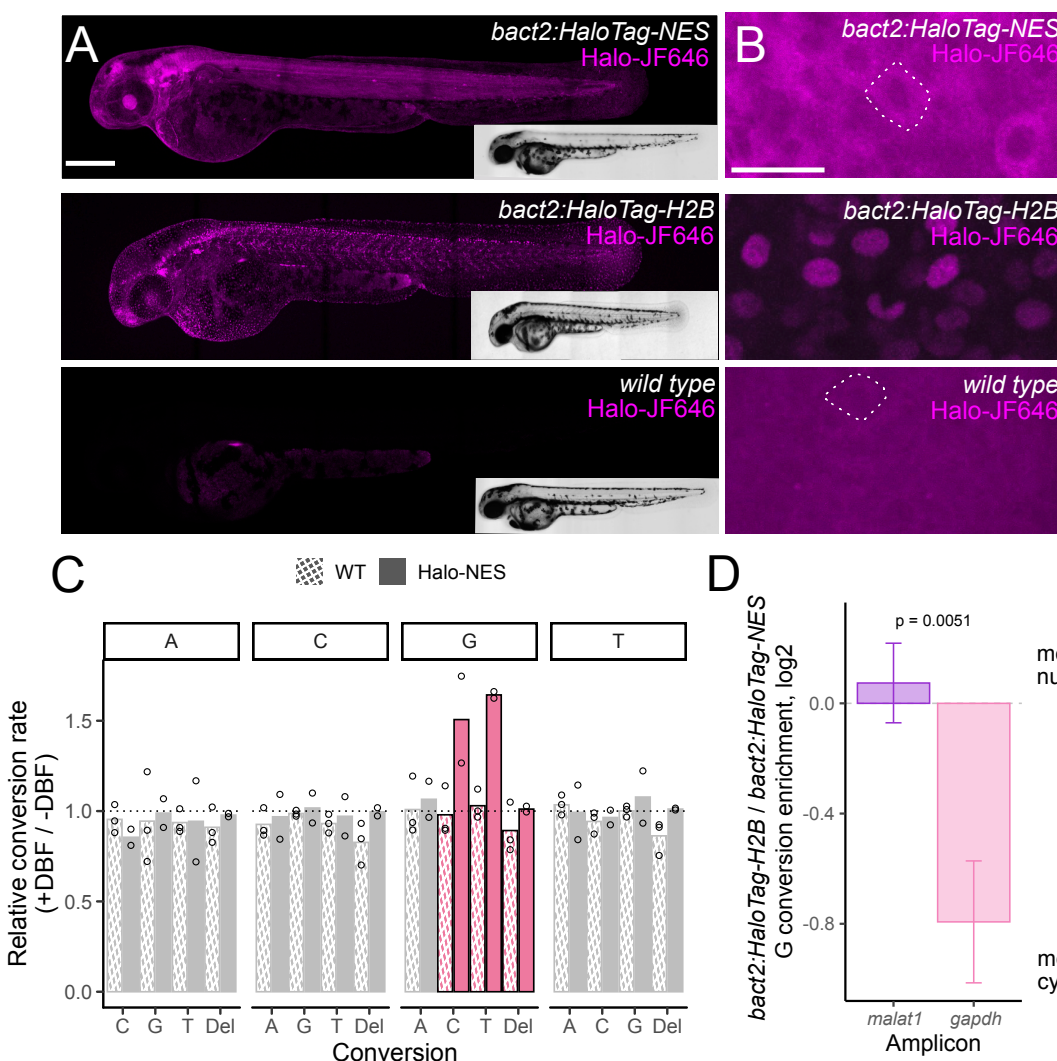 A
bact2:HaloTag-NES
Halo-JF646
B
bact2:HaloTag-NES
Halo-JF646
bact2:HaloTag-H2B
Halo-JF646
bact2:HaloTag-H2B
Halo-JF646
wild type
Halo-JF646
wild type
Halo-JF646
C
WT
Halo-NES
A
C
G
T
Relative conversion rate
(+DBF / -DBF)
1.5
1.0
0.5
0.0
C G T Del
A G T Del
A C T Del
A C G Del
Conversion
D
bact2:HaloTag-H2B / bact2:HaloTag-NES
G conversion enrichment, log2
p = 0.0051
0.0
-0.4
-0.8
malat1
gapdh
Amplicon